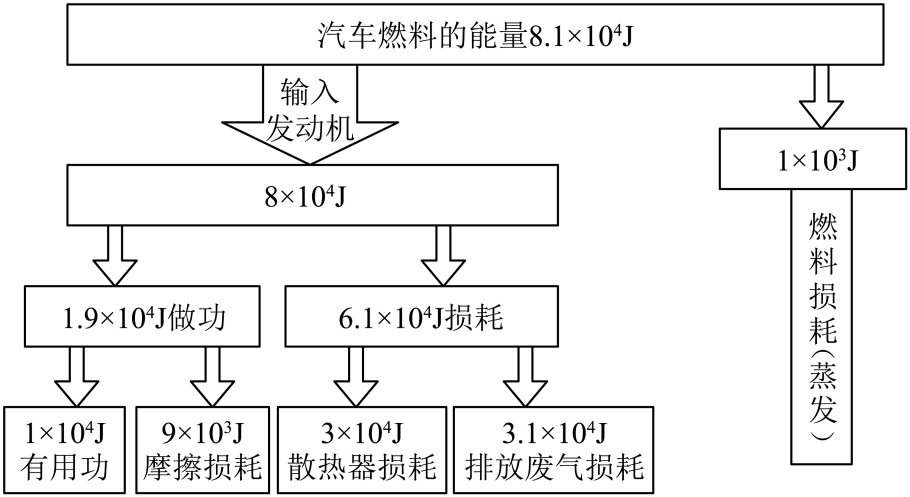 汽车燃料的能量8.1×10⁴J
输入
发动机
1×10³J
8×10⁴J
燃料损耗(蒸发)
1.9×10⁴J做功
6.1×10⁴J损耗
1×10⁴J
有用功
9×10³J
摩擦损耗
3×10⁴J
散热器损耗
3.1×10⁴J
排放废气损耗